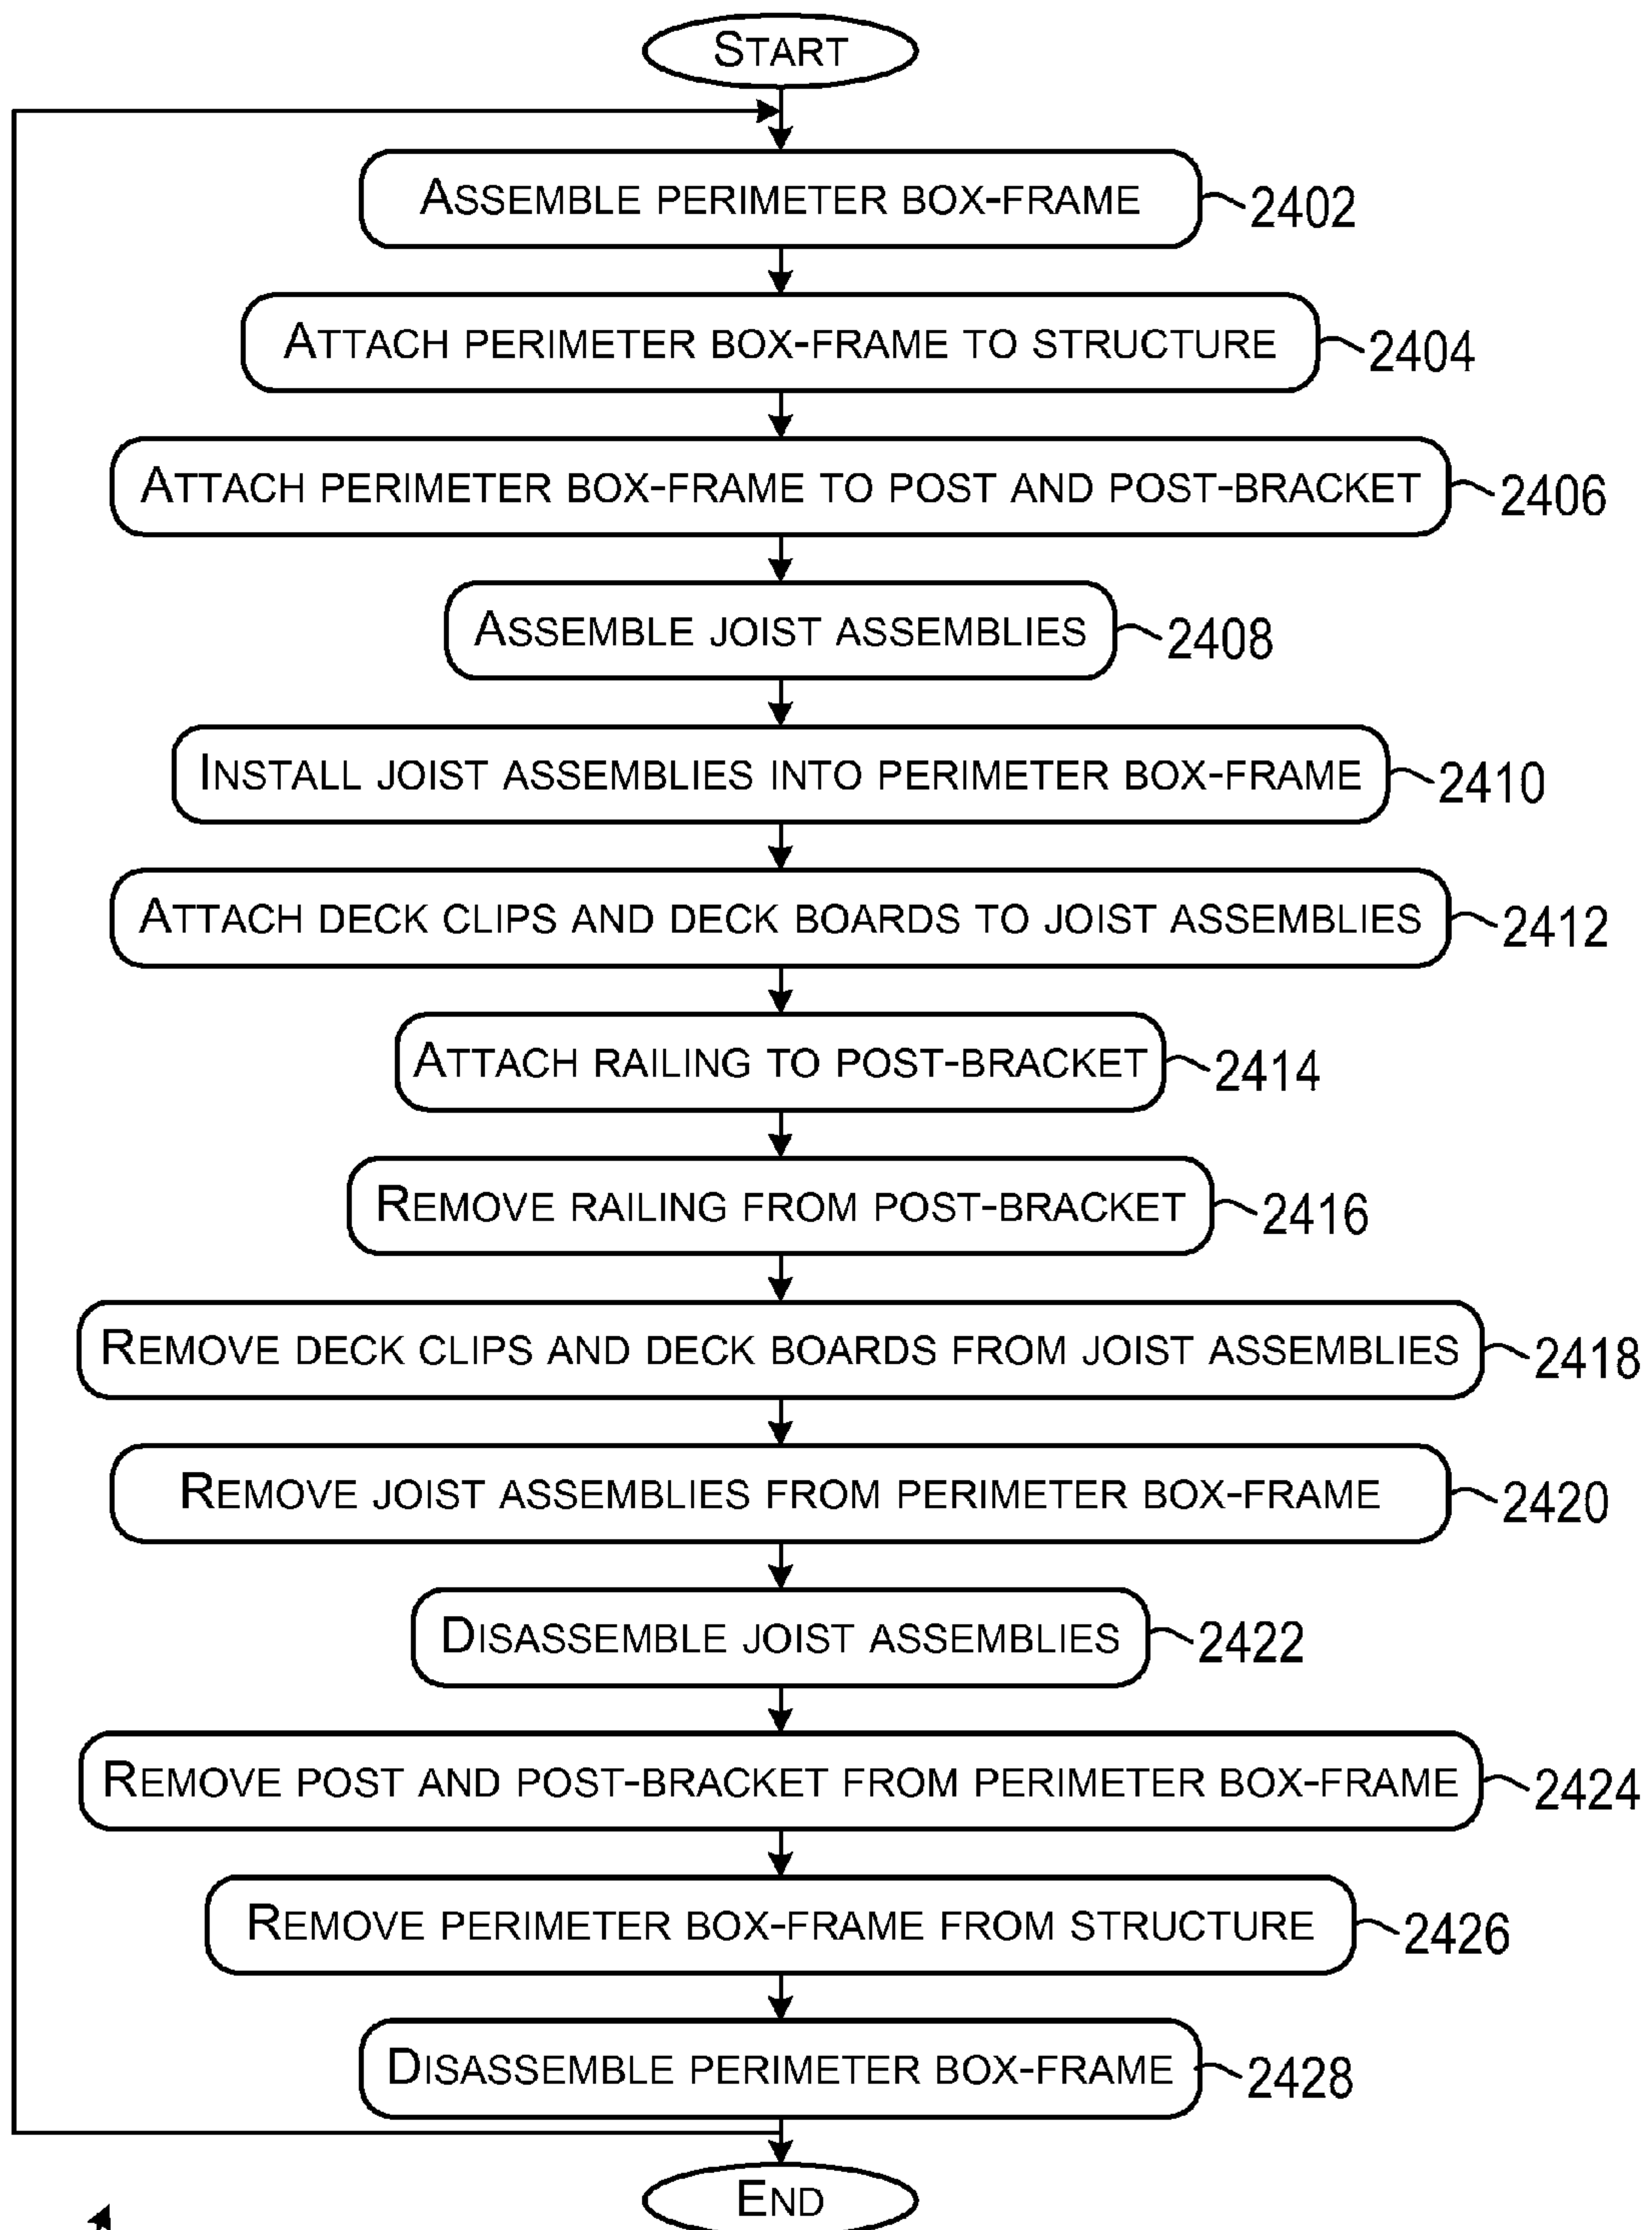 START
ASSEMBLE PERIMETER BOX-FRAME 2402
ATTACH PERIMETER BOX-FRAME TO STRUCTURE 2404
ATTACH PERIMETER BOX-FRAME TO POST AND POST-BRACKET 2406
ASSEMBLE JOIST ASSEMBLIES 2408
INSTALL JOIST ASSEMBLIES INTO PERIMETER BOX-FRAME 2410
ATTACH DECK CLIPS AND DECK BOARDS TO JOIST ASSEMBLIES 2412
ATTACH RAILING TO POST-BRACKET 2414
REMOVE RAILING FROM POST-BRACKET 2416
REMOVE DECK CLIPS AND DECK BOARDS FROM JOIST ASSEMBLIES 2418
REMOVE JOIST ASSEMBLIES FROM PERIMETER BOX-FRAME 2420
DISASSEMBLE JOIST ASSEMBLIES 2422
REMOVE POST AND POST-BRACKET FROM PERIMETER BOX-FRAME 2424
REMOVE PERIMETER BOX-FRAME FROM STRUCTURE 2426
DISASSEMBLE PERIMETER BOX-FRAME 2428
END